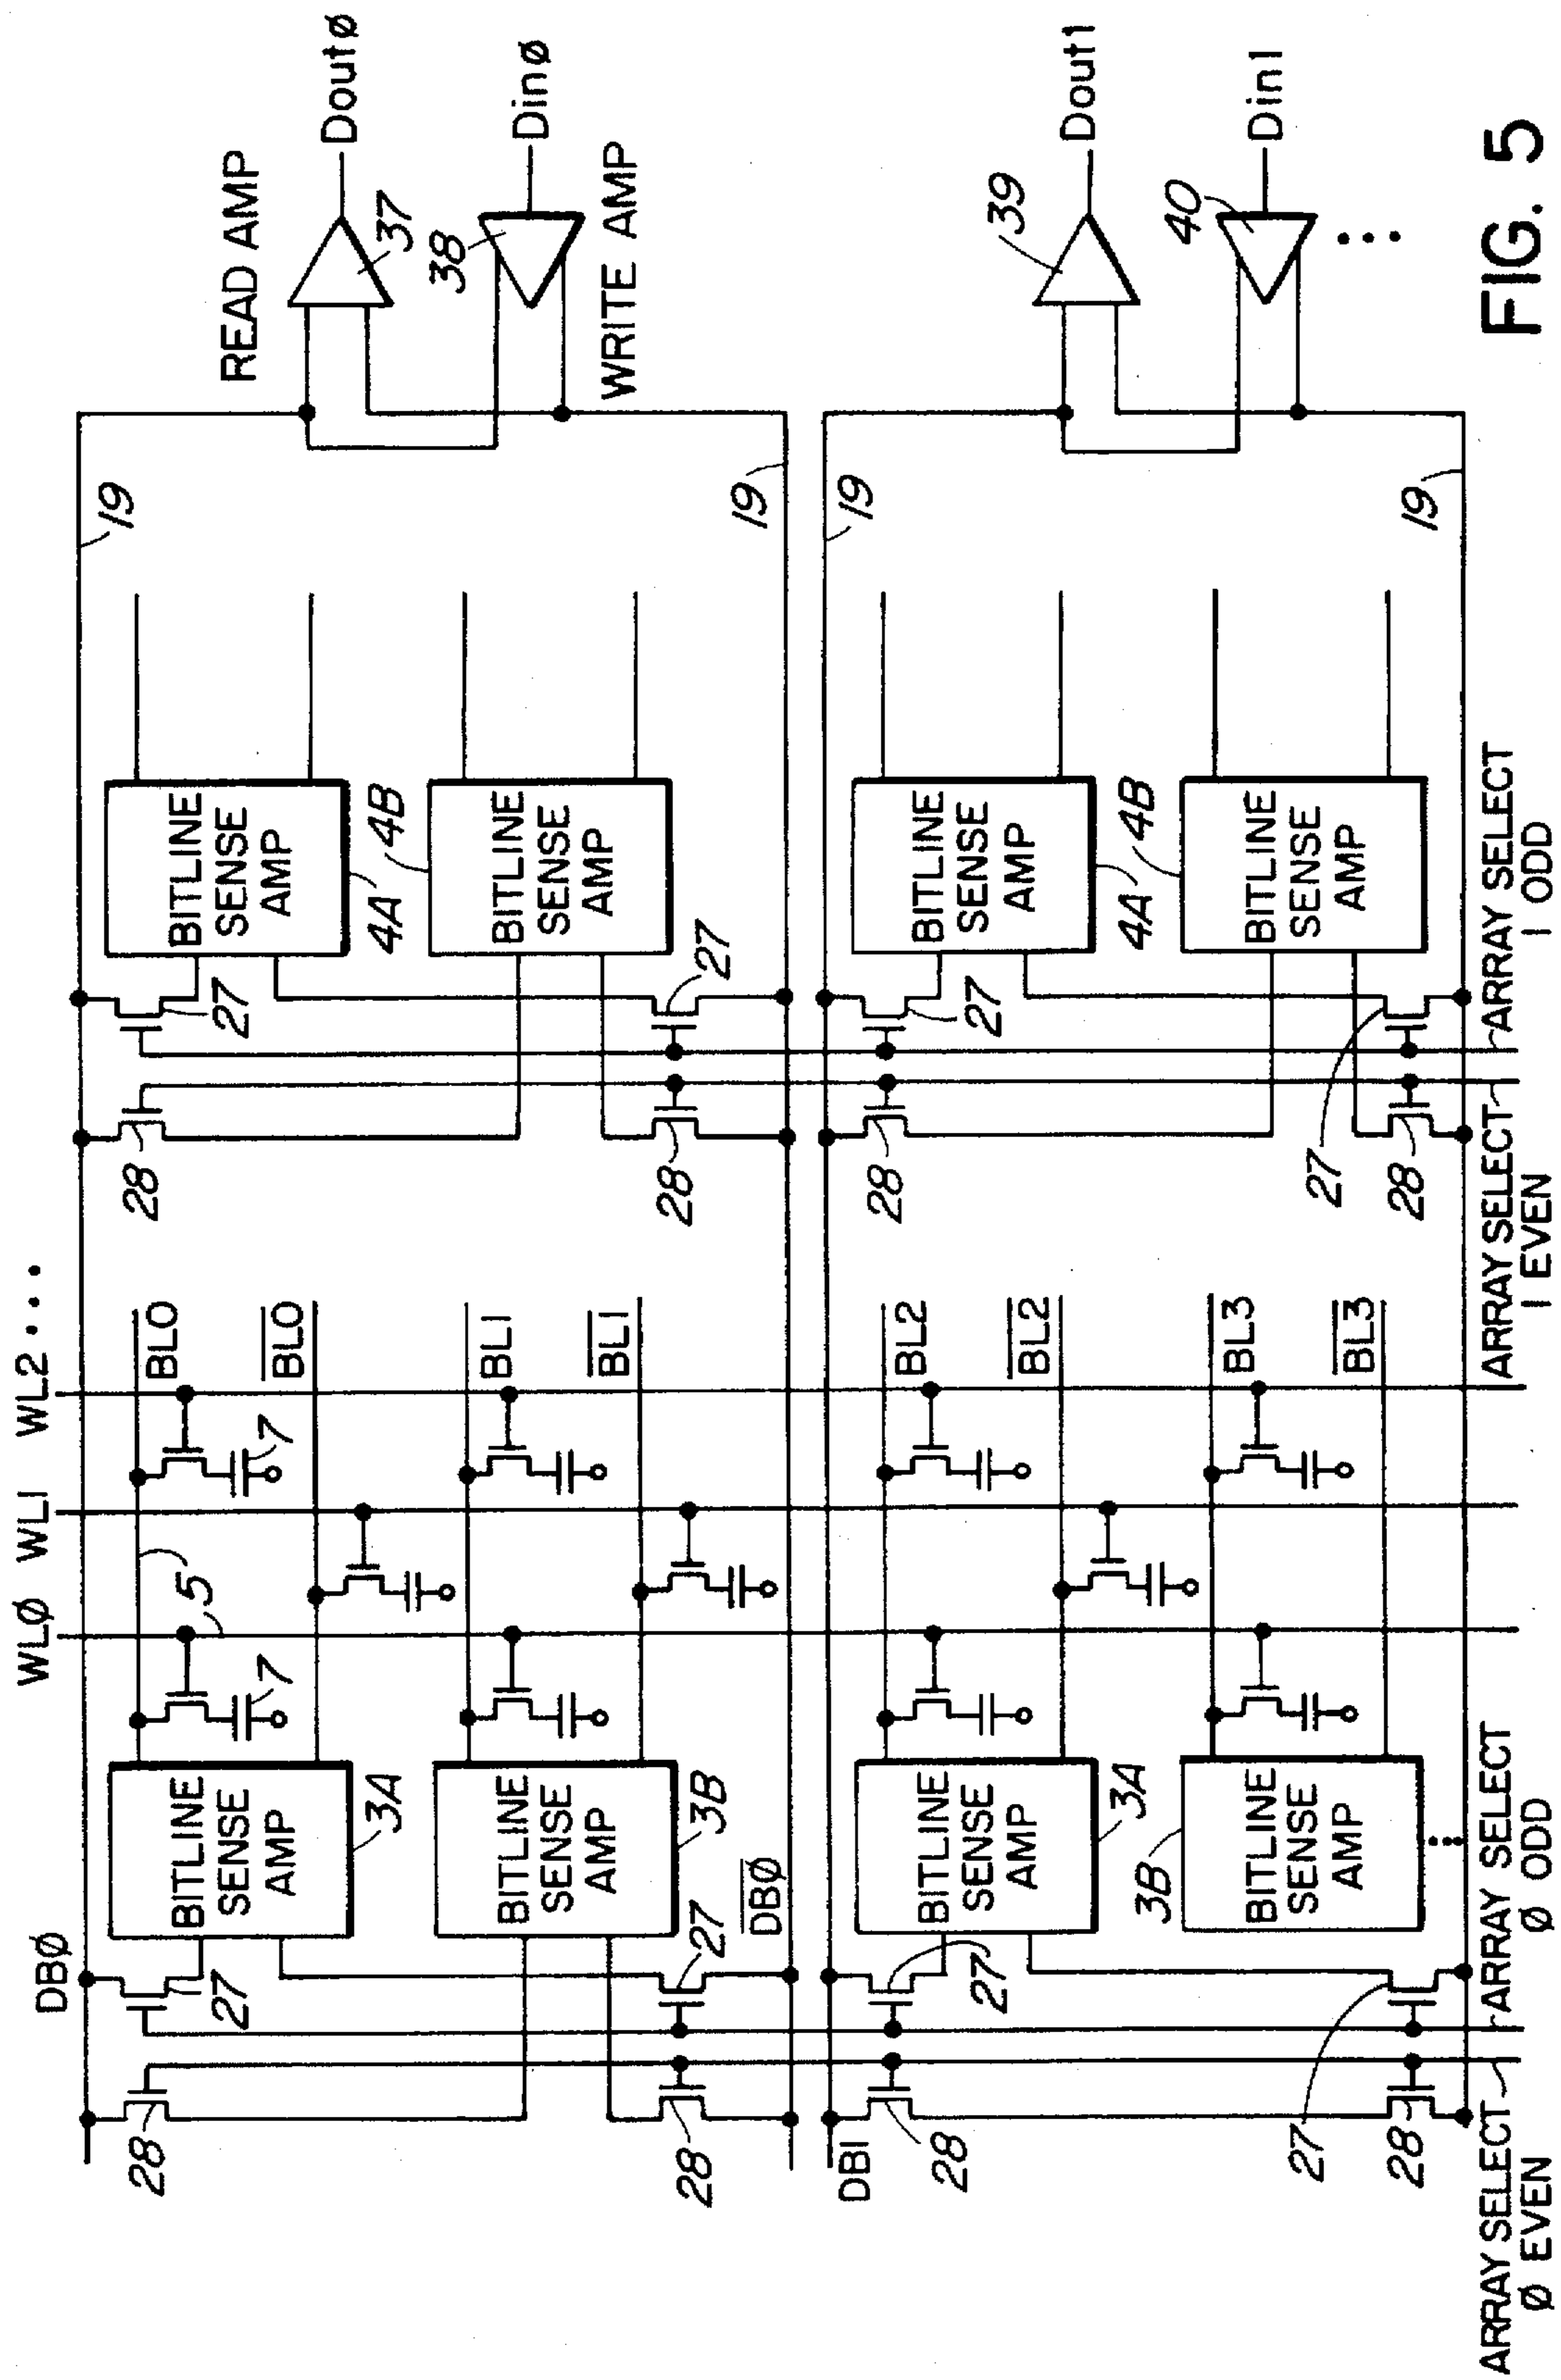 WLØ WL1 WL2...
DBØ
BL0
BL0
BL1
BL1
5
7
7
BITLINE
SENSE
AMP
3A
BITLINE
SENSE
AMP
3B
27
28
27
28
DBØ
BITLINE
SENSE
AMP
4A
BITLINE
SENSE
AMP
4B
27
28
27
28
19
19
READ AMP
37
DoutØ
38
DinØ
WRITE AMP
DB1
BL2
BL2
BL3
BL3
BITLINE
SENSE
AMP
3A
BITLINE
SENSE
AMP
3B
27
28
27
28
BITLINE
SENSE
AMP
4A
BITLINE
SENSE
AMP
4B
27
28
27
28
19
19
39
Dout1
40
Din1
ARRAY SELECT
Ø EVEN
ARRAY SELECT
Ø ODD
ARRAY SELECT
1 EVEN
ARRAY SELECT
1 ODD
FIG. 5